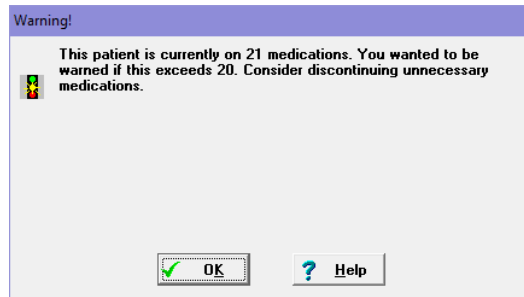 Warning!
This patient is currently on 21 medications. You wanted to be
warned if this exceeds 20. Consider discontinuing unnecessary
medications.
OK
Help